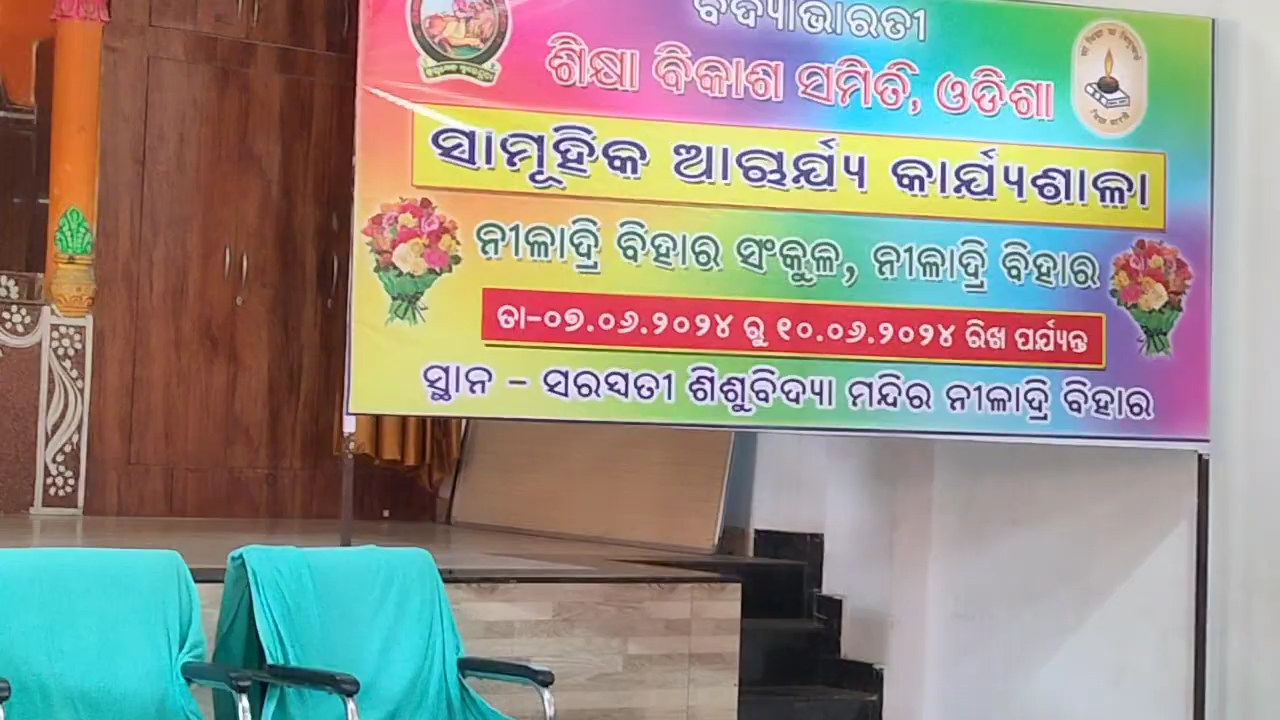 ବିଦ୍ୟାଭାରତୀ
ଶିକ୍ଷା ବିକାଶ ସମିତି, ଓଡିଶା
ସାମୂହିକ ଆଚାର୍ଯ୍ୟ କାର୍ଯ୍ୟଶାଳା
ନୀଳାଦ୍ରି ବିହାର ସଂକୁଳ, ନୀଳାଦ୍ରି ବିହାର
ତା-୦୭.୦୬.୨୦୨୪ ରୁ ୧୦.୦୬.୨୦୨୪ ରିଖ ପର୍ଯ୍ୟନ୍ତ
ସ୍ଥାନ - ସରସ୍ୱତୀ ଶିଶୁବିଦ୍ୟା ମନ୍ଦିର ନୀଳାଦ୍ରି ବିହାର